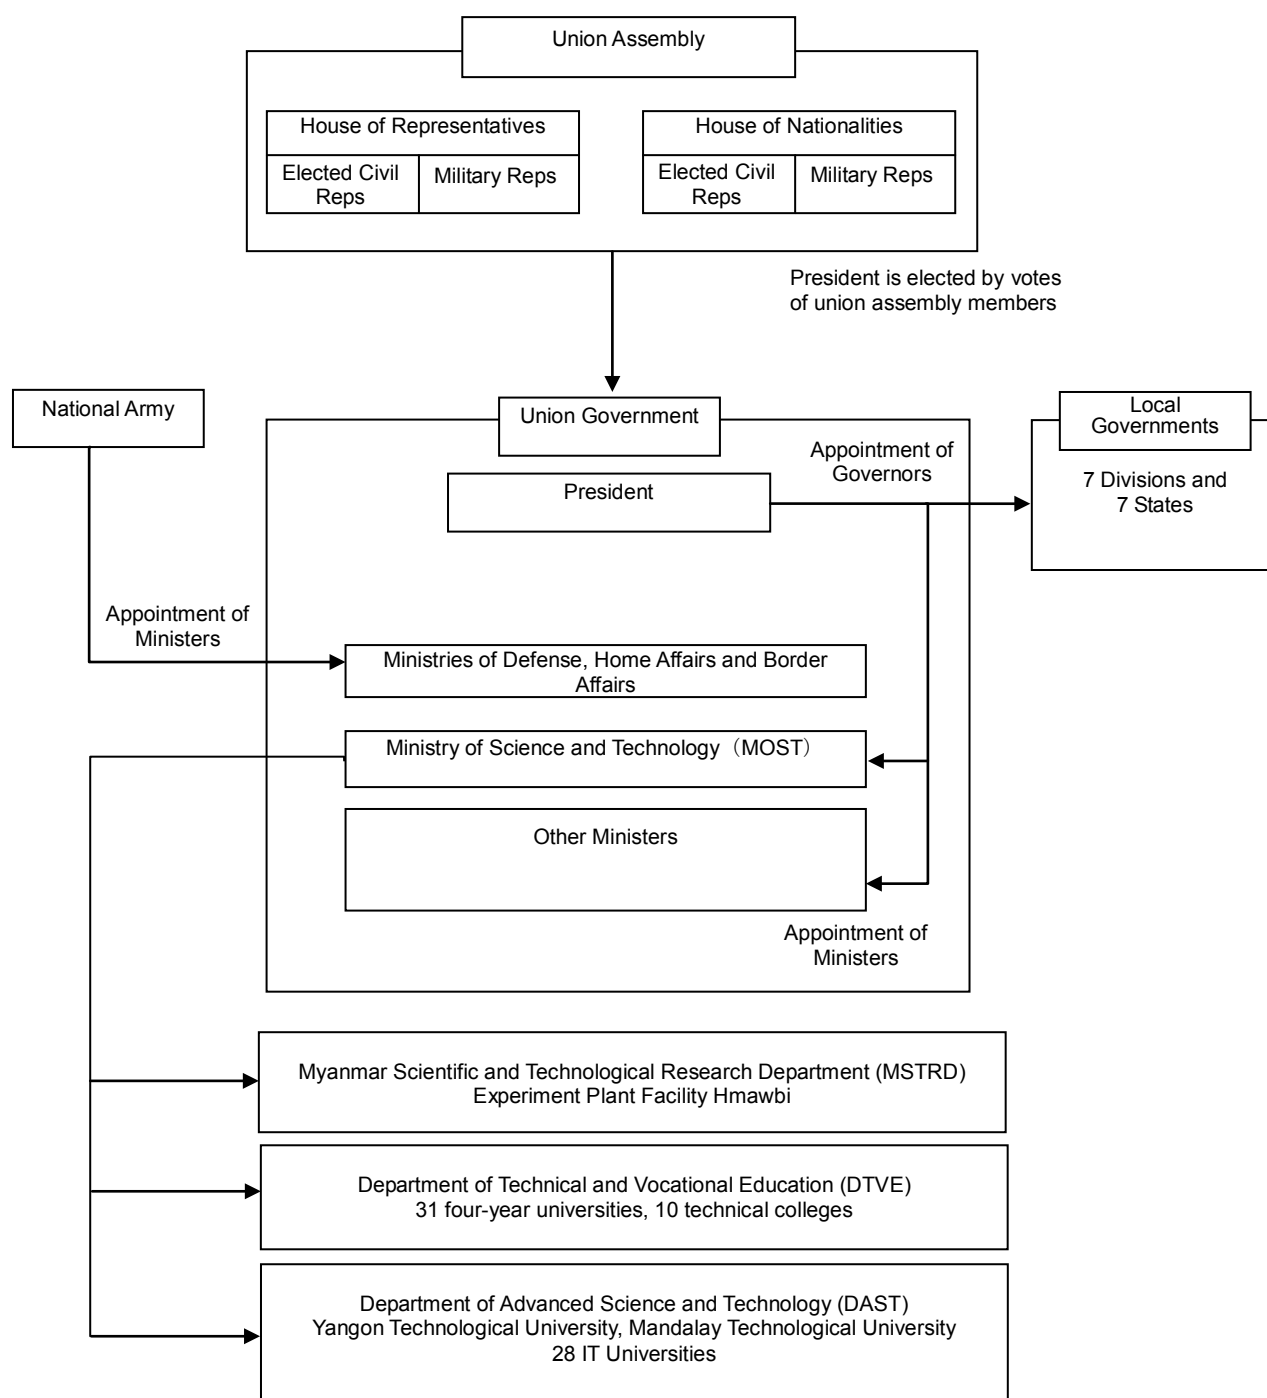 Union Assembly
House of Representatives
Elected Civil
Reps
Military Reps
House of Nationalities
Elected Civil
Reps
Military Reps
President is elected by votes
of union assembly members
National Army
Union Government
Local
Governments
Appointment of
Governors
President
7 Divisions and
7 States
Appointment of
Ministers
Ministries of Defense, Home Affairs and Border
Affairs
Ministry of Science and Technology（MOST）
Other Ministers
Appointment of
Ministers
Myanmar Scientific and Technological Research Department (MSTRD)
Experiment Plant Facility Hmawbi
Department of Technical and Vocational Education (DTVE)
31 four-year universities, 10 technical colleges
Department of Advanced Science and Technology (DAST)
Yangon Technological University, Mandalay Technological University
28 IT Universities